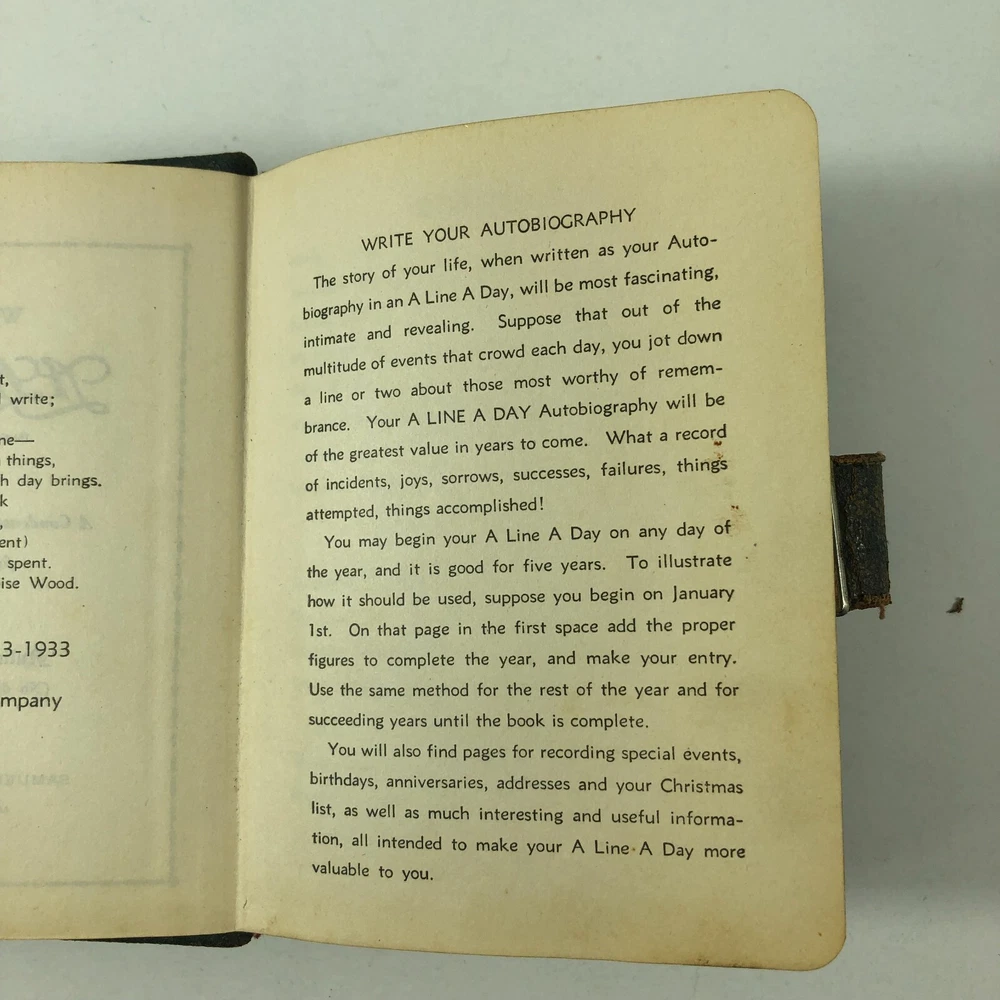 t,
write;
ne—
things,
h day brings.
k
,
ent)
spent.
ise Wood.
3-1933
mpany
WRITE YOUR AUTOBIOGRAPHY
The story of your life, when written as your Auto-
biography in an A Line A Day, will be most fascinating,
intimate and revealing. Suppose that out of the
multitude of events that crowd each day, you jot down
a line or two about those most worthy of remem-
brance. Your A LINE A DAY Autobiography will be
of the greatest value in years to come. What a record
of incidents, joys, sorrows, successes, failures, things
attempted, things accomplished!
You may begin your A Line A Day on any day of
the year, and it is good for five years. To illustrate
how it should be used, suppose you begin on January
1st. On that page in the first space add the proper
figures to complete the year, and make your entry.
Use the same method for the rest of the year and for
succeeding years until the book is complete.
You will also find pages for recording special events,
birthdays, anniversaries, addresses and your Christmas
list, as well as much interesting and useful informa-
tion, all intended to make your A Line A Day more
valuable to you.